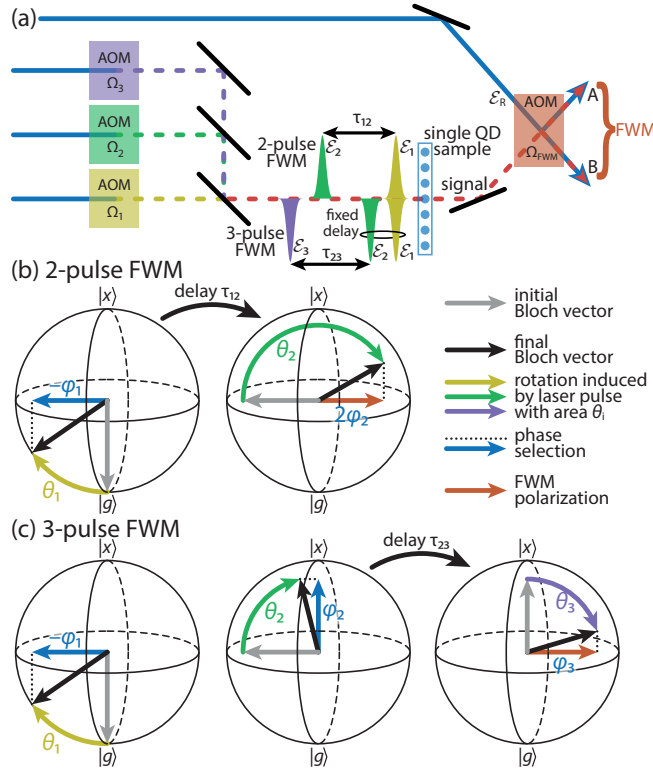 (a)
AOM
Ω₃
AOM
Ω₂
AOM
Ω₁
τ₁₂
2-pulse
FWM
ℰ₂
ℰ₁
single QD
sample
ℰ_R
AOM
Ω_FWM
A
B
FWM
signal
3-pulse
FWM
ℰ₃
fixed
delay
ℰ₂
ℰ₁
τ₂₃
(b) 2-pulse FWM
|x⟩
delay τ₁₂
−φ₁
θ₁
|g⟩
θ₂
2φ₂
initial
Bloch vector
final
Bloch vector
rotation induced
by laser pulse
with area θᵢ
phase
selection
FWM
polarization
(c) 3-pulse FWM
|x⟩
delay τ₂₃
−φ₁
θ₁
|g⟩
θ₂
φ₂
|x⟩
θ₃
φ₃
|g⟩